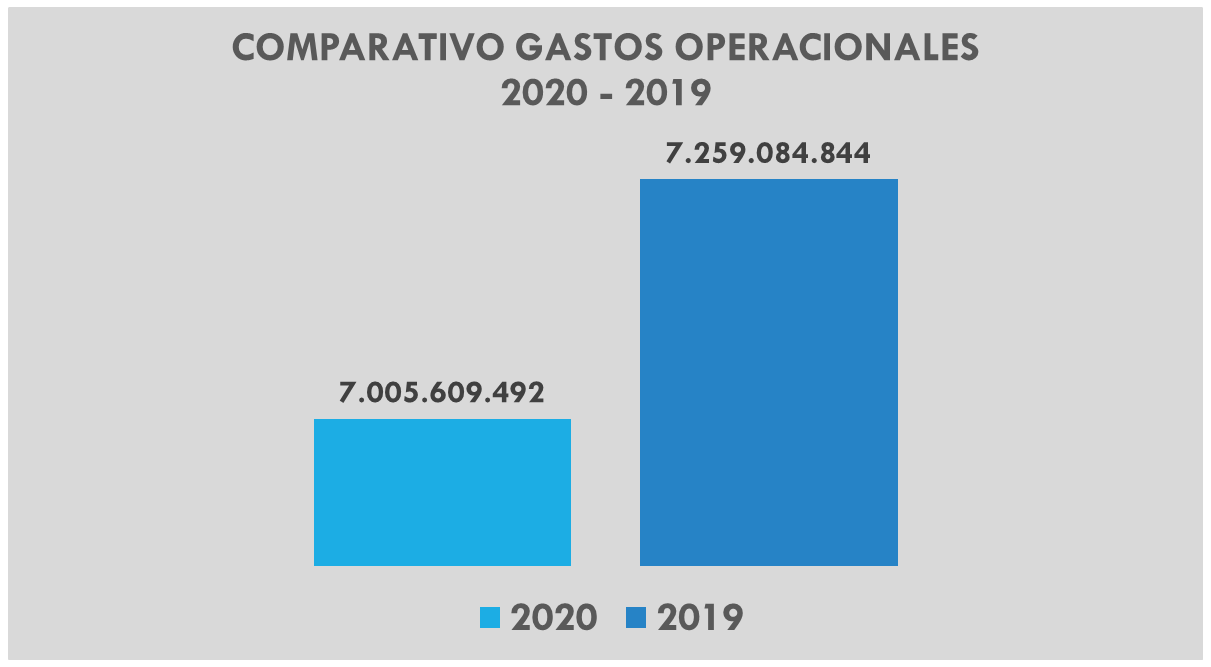 COMPARATIVO GASTOS OPERACIONALES
2020 - 2019
7.259.084.844
7.005.609.492
2020 2019